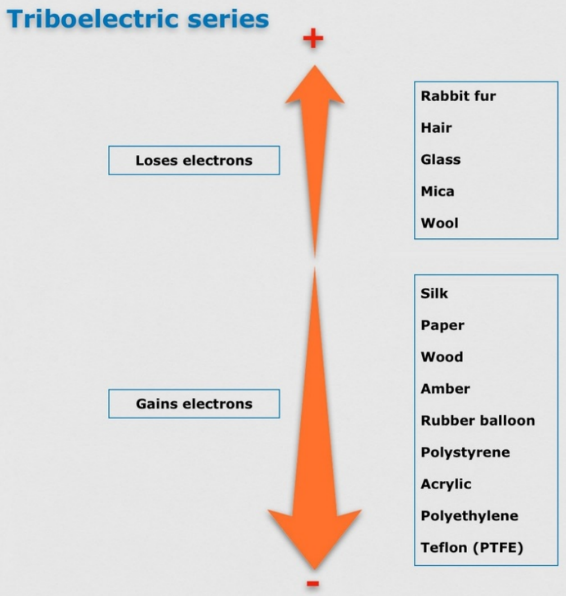 Triboelectric series
+
Loses electrons
Rabbit fur
Hair
Glass
Mica
Wool
Gains electrons
Silk
Paper
Wood
Amber
Rubber balloon
Polystyrene
Acrylic
Polyethylene
Teflon (PTFE)
-